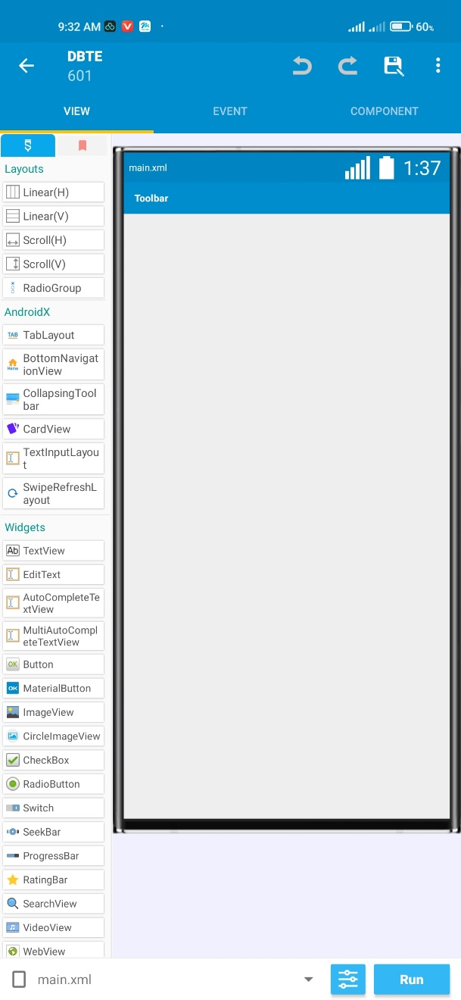 9:32 AM
60%
DBTE
601
VIEW
EVENT
COMPONENT
Layouts
Linear(H)
Linear(V)
Scroll(H)
Scroll(V)
RadioGroup
AndroidX
TAB TabLayout
Home
BottomNavigat
ionView
CollapsingTool
bar
CardView
TextInputLayou
t
SwipeRefreshL
ayout
Widgets
Ab TextView
EditText
AutoCompleteTe
xtView
MultiAutoCompl
eteTextView
OK Button
OK MaterialButton
ImageView
CircleImageView
CheckBox
RadioButton
Switch
SeekBar
ProgressBar
RatingBar
SearchView
VideoView
WebView
main.xml
1:37
Toolbar
main.xml
Run